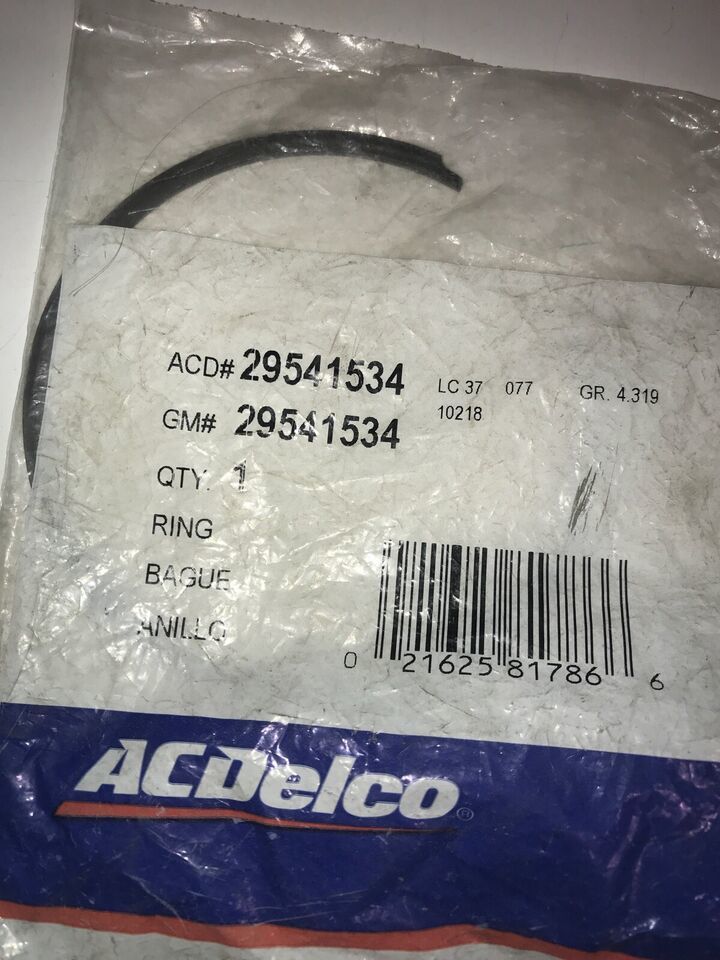 ACD# 29541534 LC 37 077 GR. 4.319
GM# 29541534 10218
QTY. 1
RING
BAGUE
ANILLO
0 21625 81786 6
ACDelco®